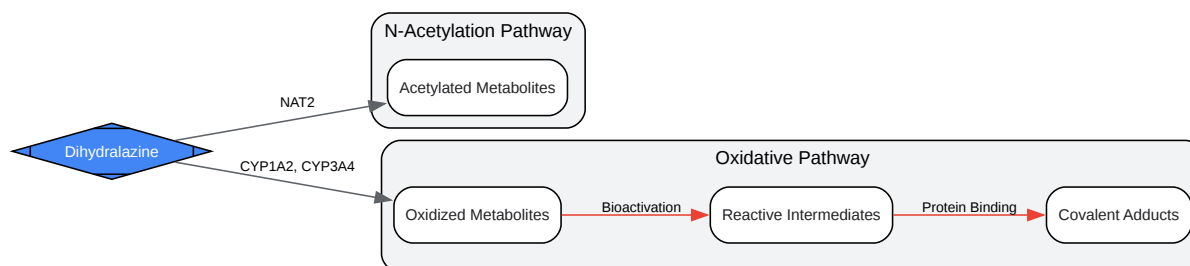 N-Acetylation Pathway
Acetylated Metabolites
NAT2
Dihydralazine
CYP1A2, CYP3A4
Oxidative Pathway
Oxidized Metabolites
Bioactivation
Reactive Intermediates
Protein Binding
Covalent Adducts